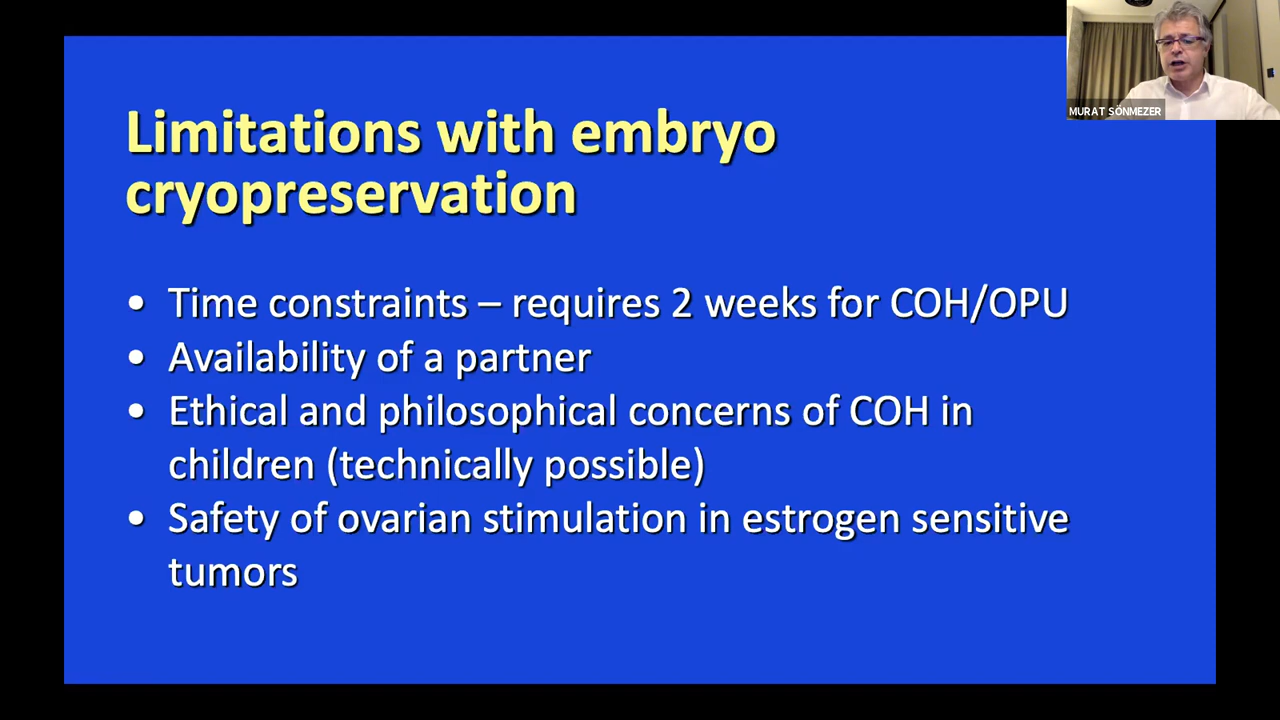 MURAT SÖNMEZER
Limitations with embryo
cryopreservation
• Time constraints – requires 2 weeks for COH/OPU
• Availability of a partner
• Ethical and philosophical concerns of COH in
children (technically possible)
• Safety of ovarian stimulation in estrogen sensitive
tumors